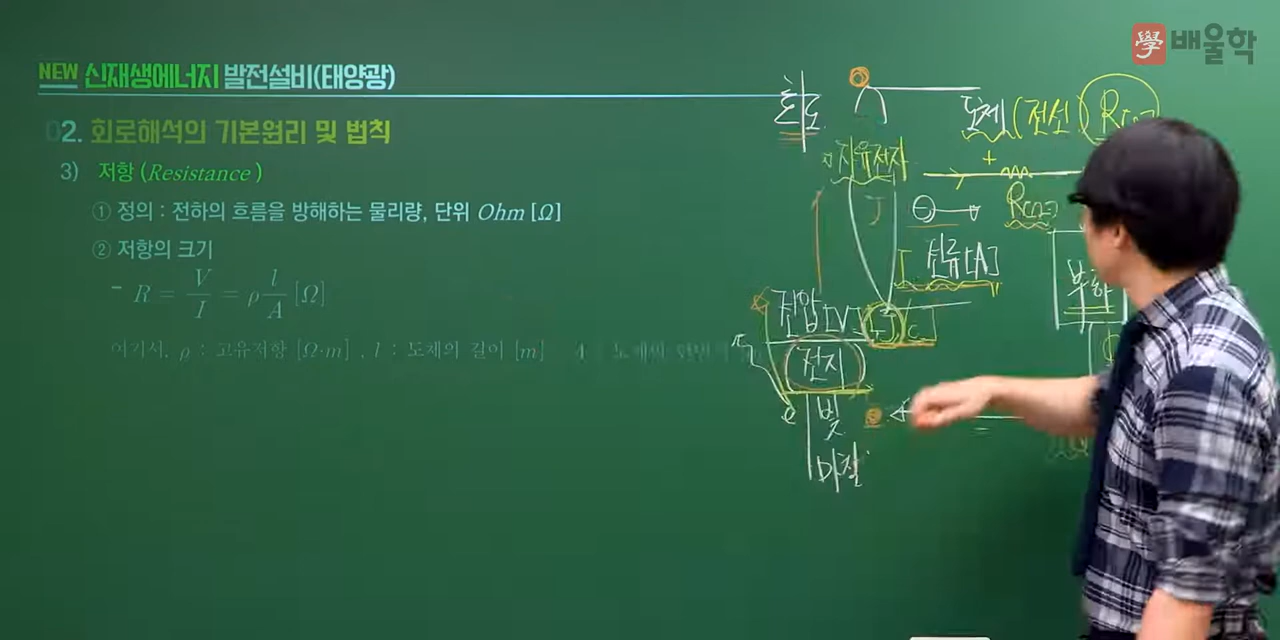 學 배울학
NEW 신재생에너지 발전설비(태양광)
02. 회로해석의 기본원리 및 법칙
3) 저항 (Resistance)
① 정의 : 전하의 흐름을 방해하는 물리량, 단위 Ohm [Ω]
② 저항의 크기
- R = V/I = ρ l/A [Ω]
여기서, ρ : 고유저항 [Ω·m] , l : 도체의 길이 [m]
회로
도체 (전선) R
자유전자
+
R
전류[A]
전압[V]
부하
전지
빛
마찰